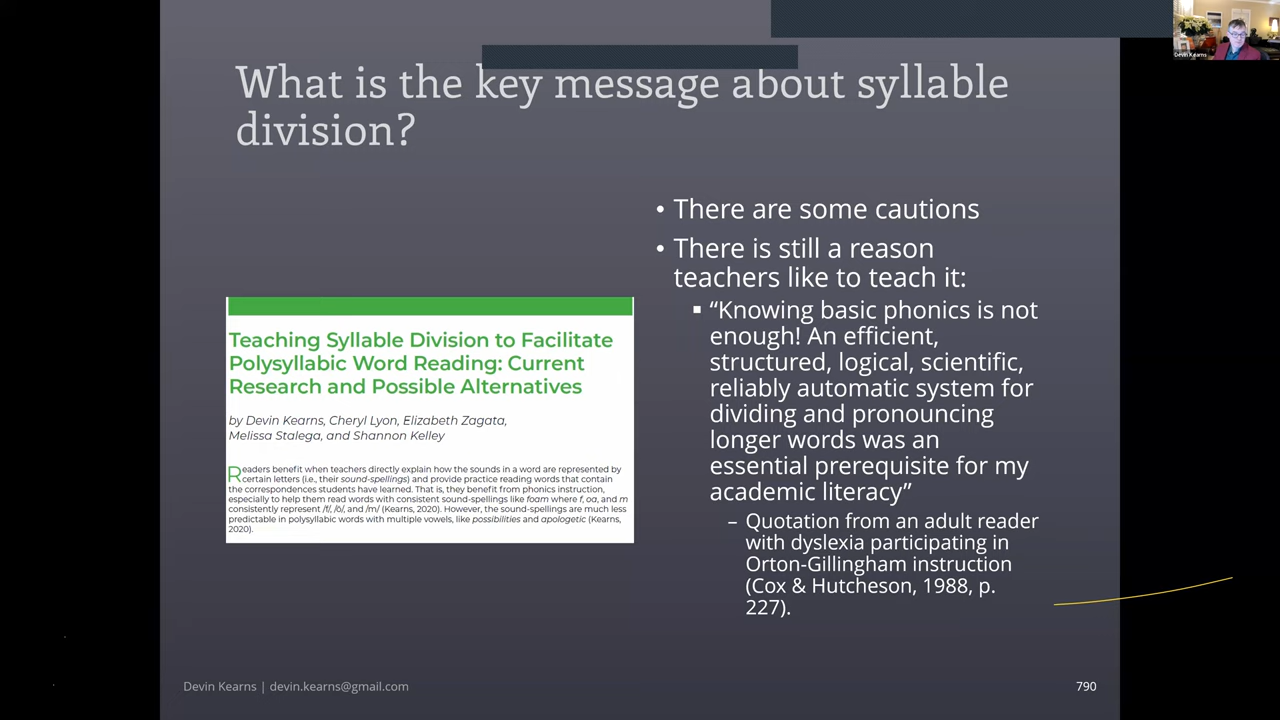 Devin Kearns
What is the key message about syllable
division?
• There are some cautions
• There is still a reason
teachers like to teach it:
▪ “Knowing basic phonics is not
enough! An efficient,
structured, logical, scientific,
reliably automatic system for
dividing and pronouncing
longer words was an
essential prerequisite for my
academic literacy”
– Quotation from an adult reader
with dyslexia participating in
Orton-Gillingham instruction
(Cox & Hutcheson, 1988, p.
227).
Teaching Syllable Division to Facilitate
Polysyllabic Word Reading: Current
Research and Possible Alternatives
by Devin Kearns, Cheryl Lyon, Elizabeth Zagata,
Melissa Stalega, and Shannon Kelley
Readers benefit when teachers directly explain how the sounds in a word are represented by
certain letters (i.e., their sound-spellings) and provide practice reading words that contain
the correspondences students have learned. That is, they benefit from phonics instruction,
especially to help them read words with consistent sound-spellings like foam where f, oa, and m
consistently represent /f/, /ō/, and /m/ (Kearns, 2020). However, the sound-spellings are much less
predictable in polysyllabic words with multiple vowels, like possibilities and apologetic (Kearns,
2020).
Devin Kearns | devin.kearns@gmail.com
790